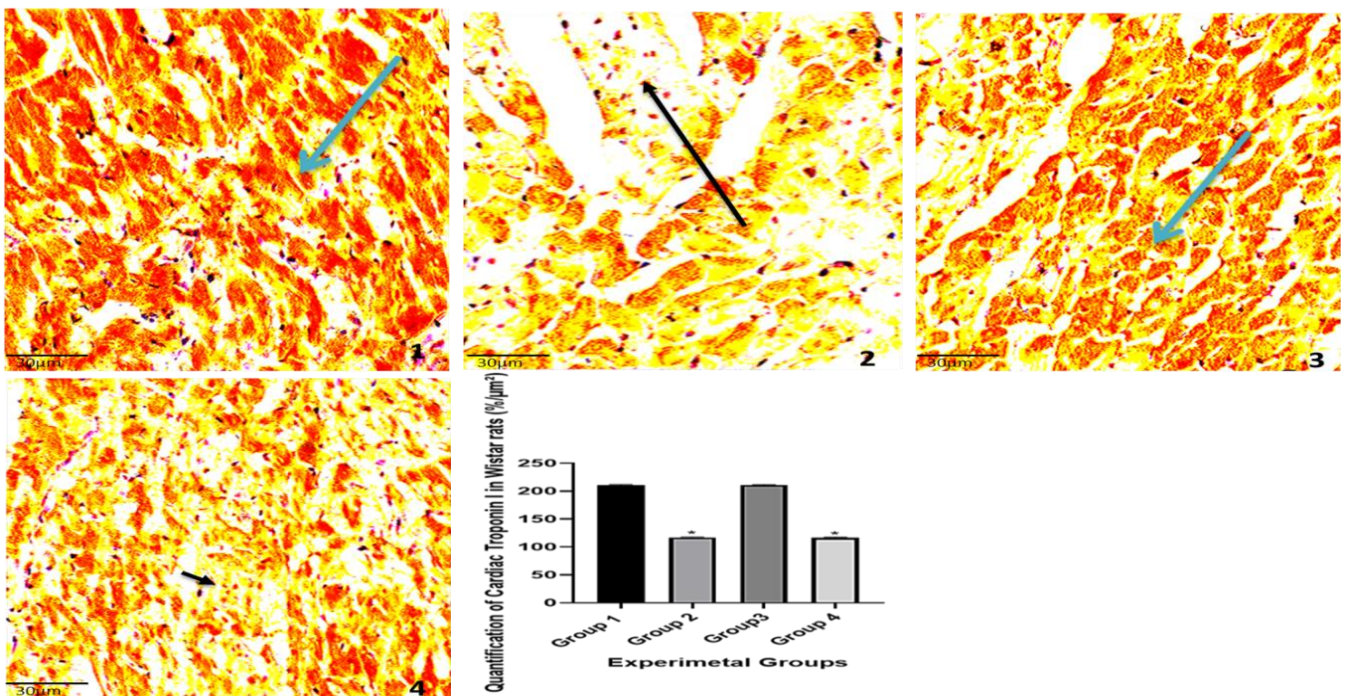 30μm
1
30μm
2
30μm
3
30μm
4
Quantification of Cardiac Troponin I in Wistar rats (%/μm²)
250
200
150
100
50
0
*
*
Group 1
Group 2
Group3
Group 4
Experimetal Groups